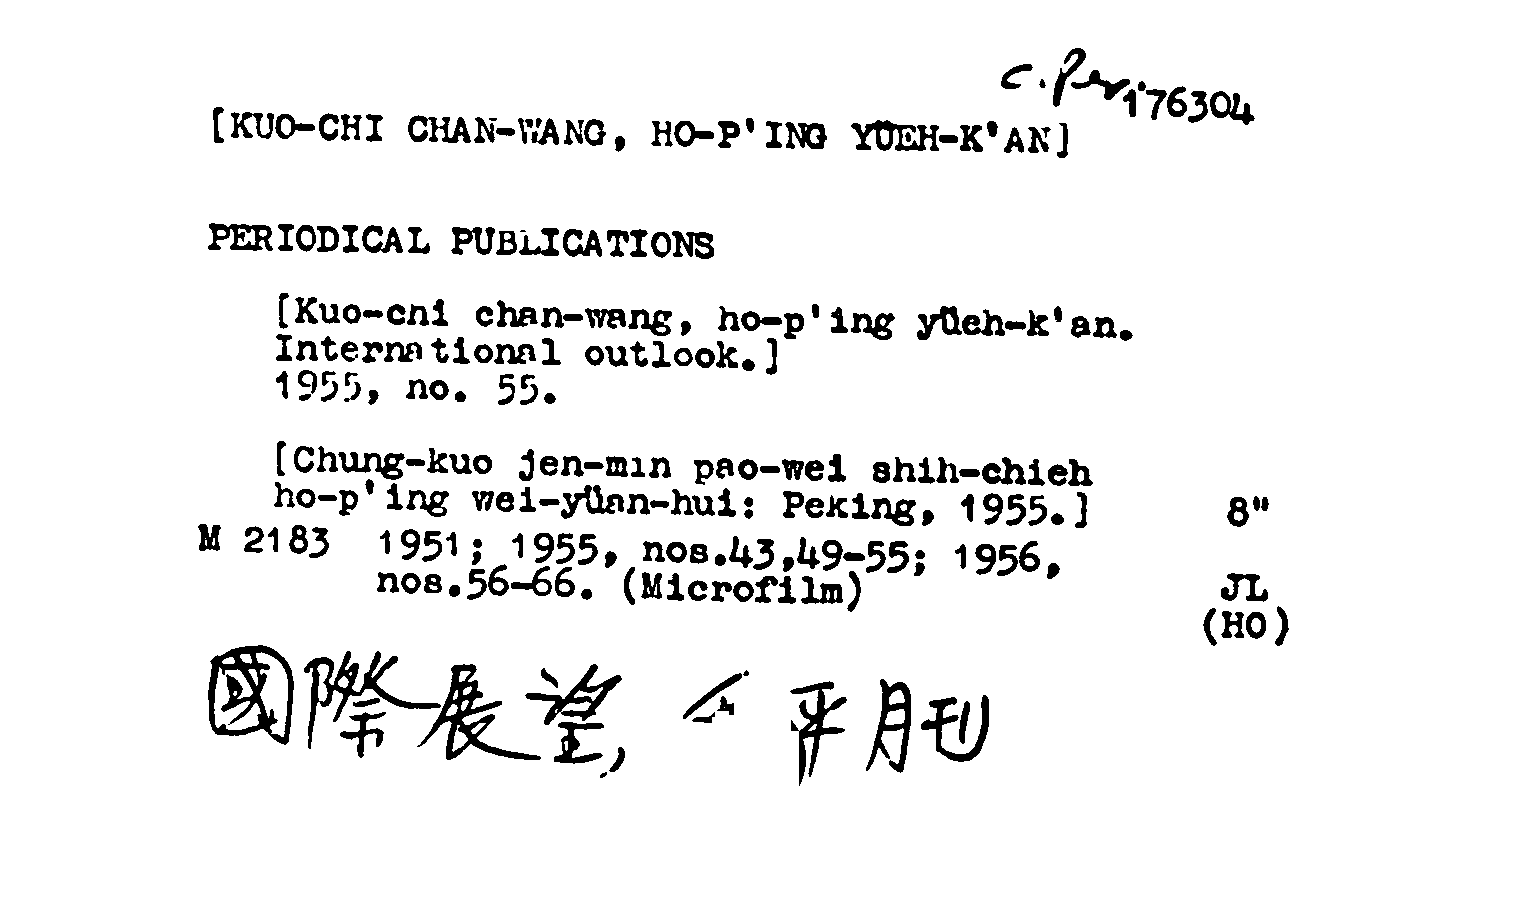 C. Per 176304
[KUO-CHI CHAN-WANG, HO-P'ING YÜEH-K'AN]
PERIODICAL PUBLICATIONS
[Kuo-chi chan-wang, ho-p'ing yüeh-k'an.
International outlook.]
1955, no. 55.
[Chung-kuo jen-min pao-wei shih-chieh
ho-p'ing wei-yüan-hui: Peking, 1955.] 8"
M 2183 1951; 1955, nos.43,49-55; 1956,
nos.56-66. (Microfilm) JL
(HO)
國際展望, 平月刊